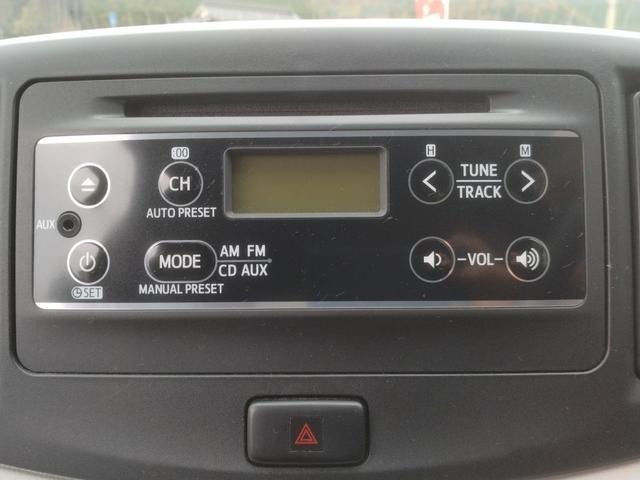 :00
H
M
CH
TUNE
TRACK
AUTO PRESET
AUX
MODE
AM FM
CD AUX
-VOL-
SET
MANUAL PRESET